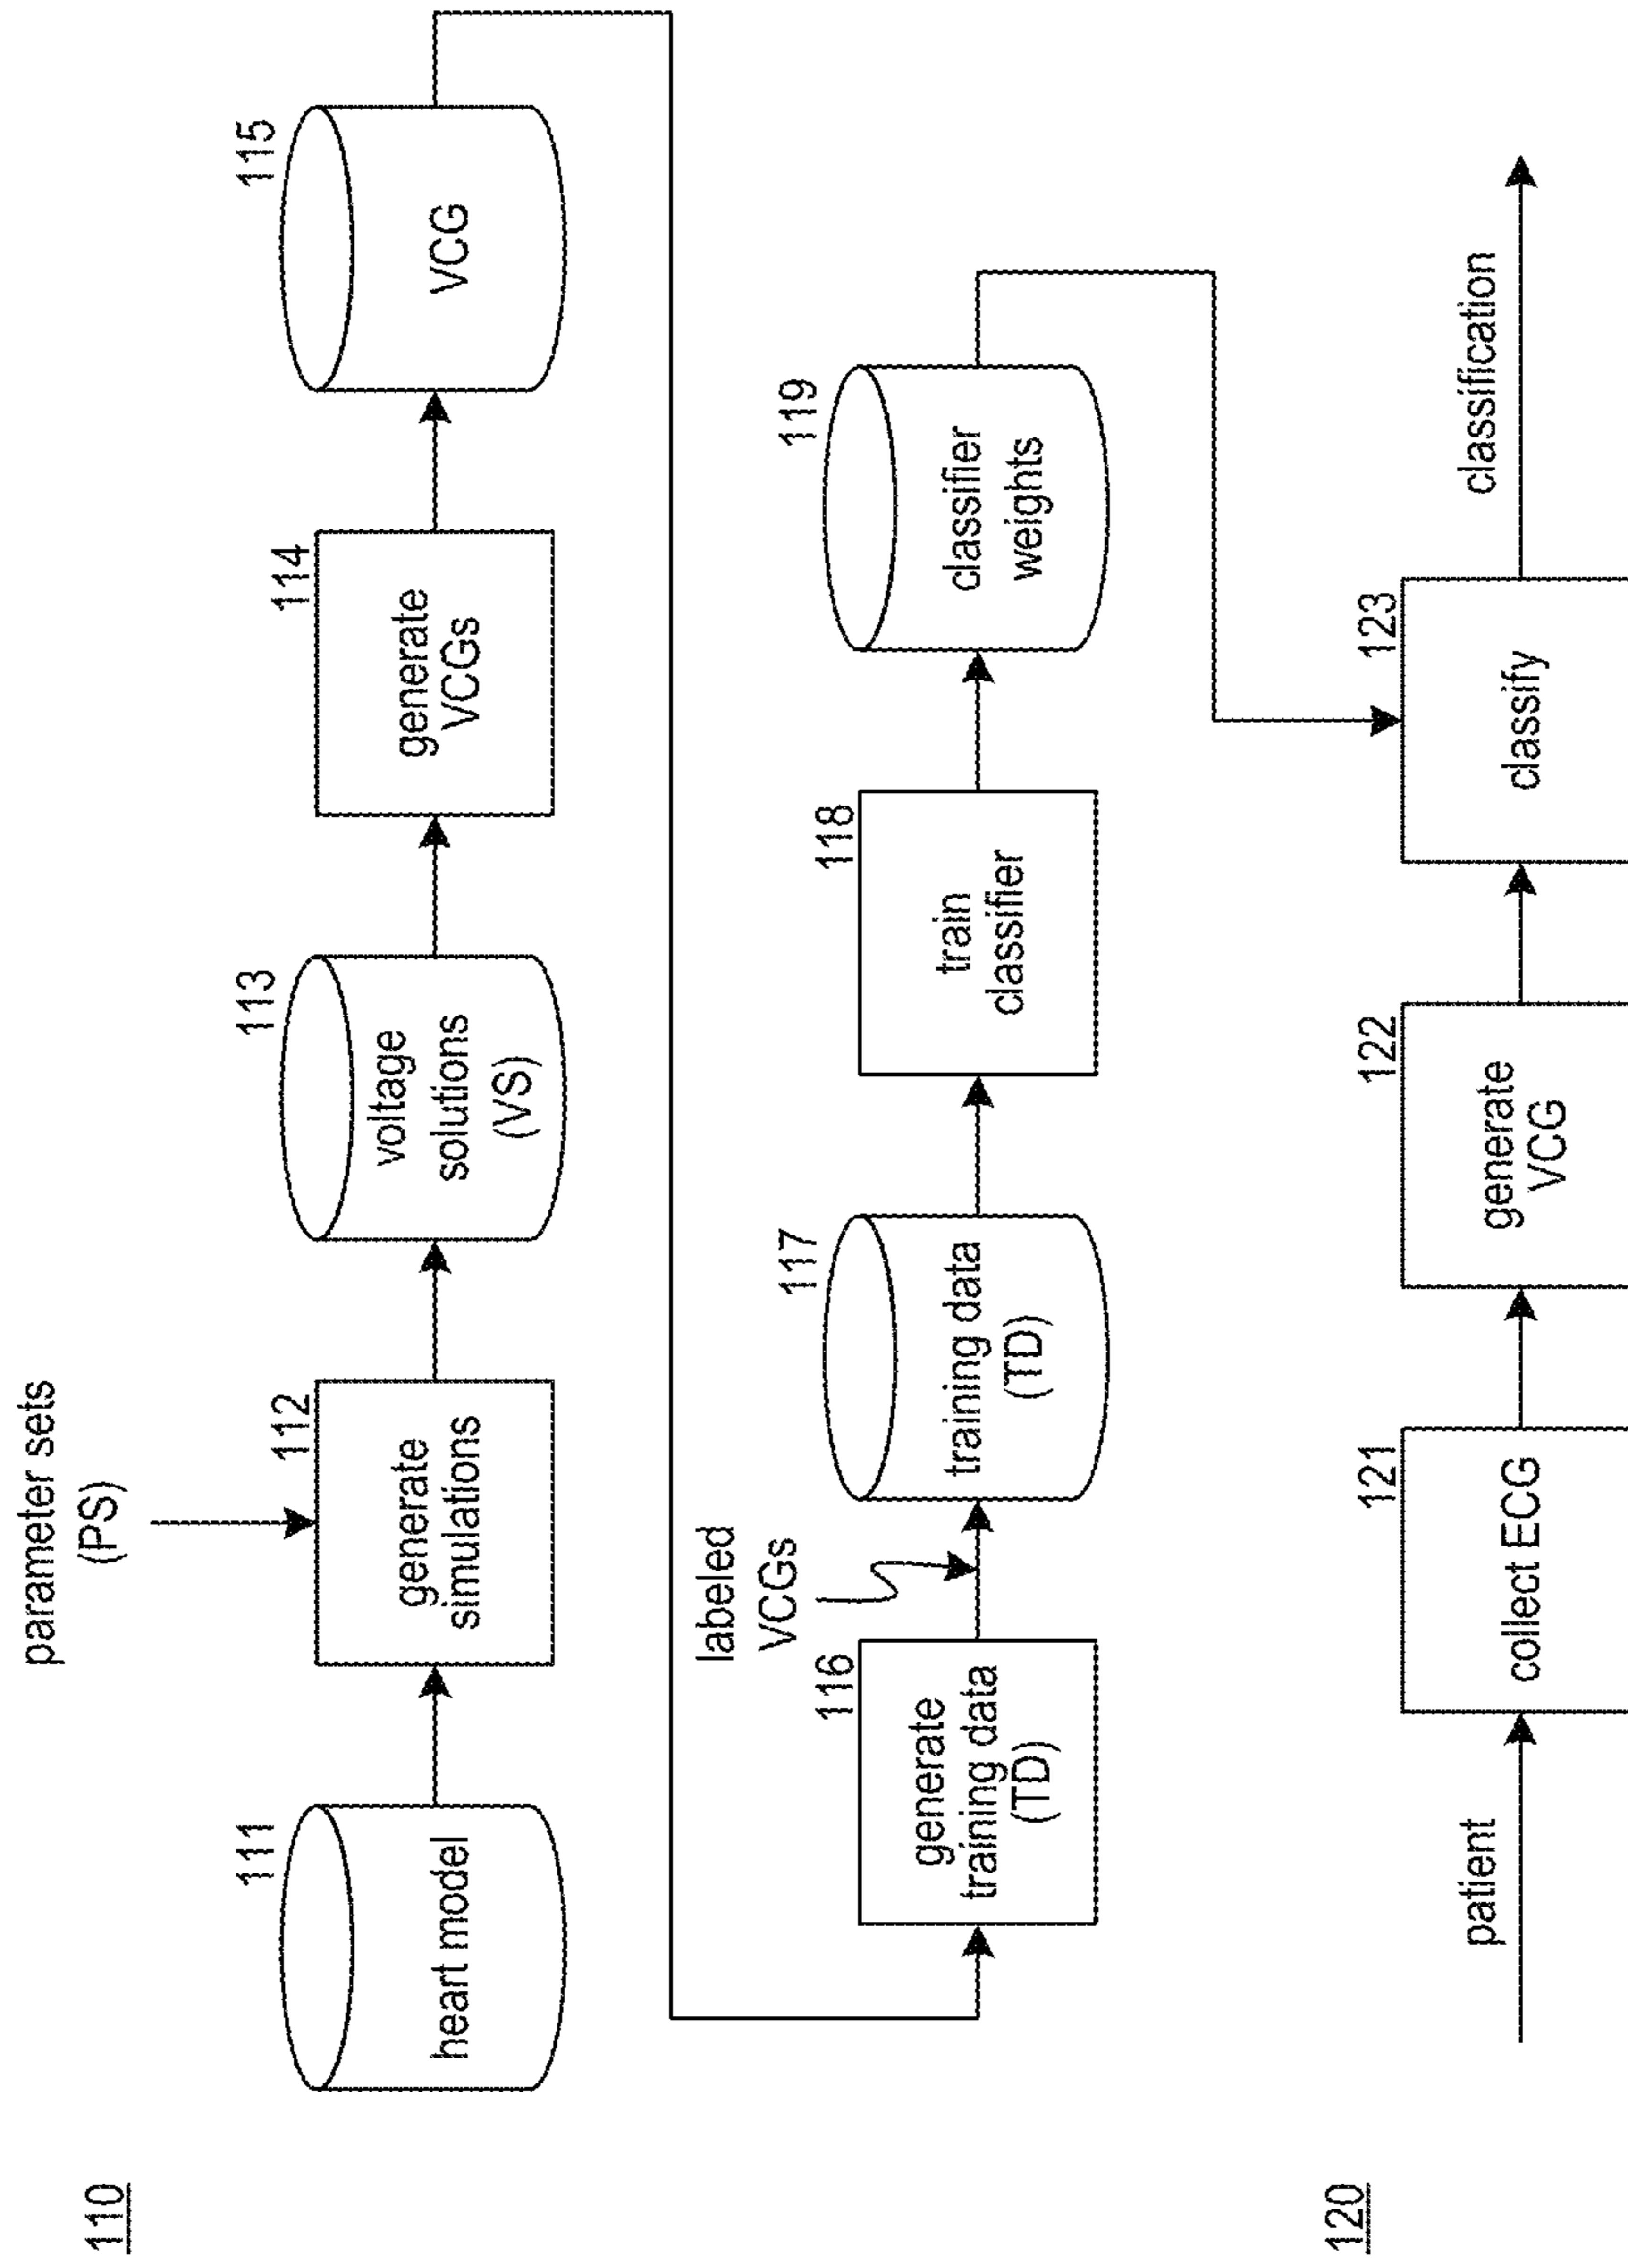 110
parameter sets
(PS)
111
heart model
112
generate
simulations
113
voltage
solutions
(VS)
114
generate
VCGs
115
VCG
116
generate
training data
(TD)
labeled
VCGs
117
training data
(TD)
118
train
classifier
119
classifier
weights
120
patient
121
collect ECG
122
generate
VCG
123
classify
classification